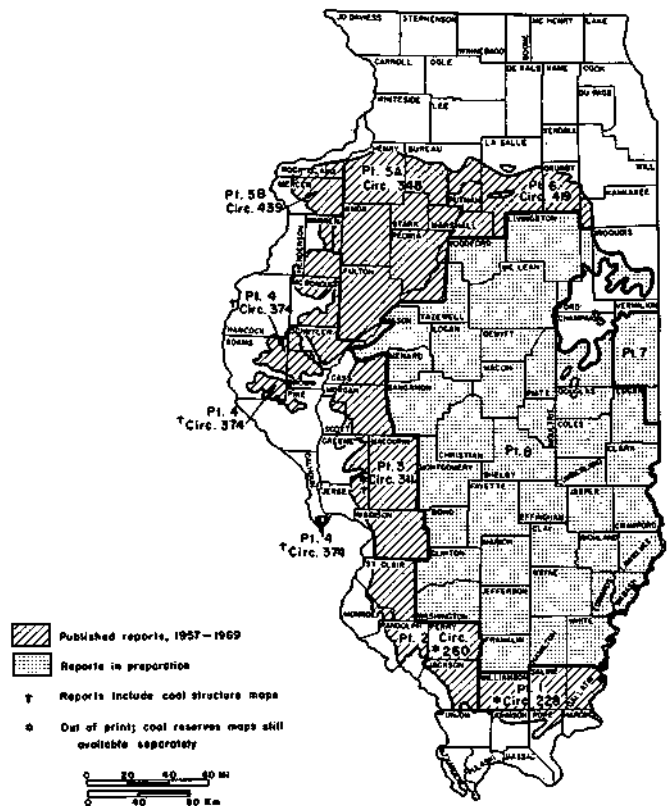 JO DAVIESS STEPHENSON WINNEBAGO BOONE MC HENRY LAKE
CARROLL OGLE DE KALB KANE COOK
DU PAGE
WHITESIDE LEE
KENDALL WILL
LA SALLE
HENRY BUREAU GRUNDY
ROCK ISLAND
MERCER Pt. 5A Pt. 6
Circ. 348 Circ. 419 KANKAKEE
Pt. 5B
Circ. 439
PUTNAM
KNOX LIVINGSTON
WARREN STARK MARSHALL IROQUOIS
HENDERSON PEORIA WOODFORD
MC LEAN
FULTON
FORD VERMILION
Pt. 4
† Circ. 374
MASON TAZEWELL CHAMPAIGN
HANCOCK SCHUYLER LOGAN DEWITT
ADAMS MENARD Pt. 7
CASS MACON
BROWN MORGAN SANGAMON PIATT DOUGLAS EDGAR
PIKE
Pt. 4
† Circ. 374
SCOTT MOULTRIE COLES
CHRISTIAN Pt. 8
GREENE MACOUPIN SHELBY CLARK
CALHOUN Pt. 3 MONTGOMERY CUMBERLAND
Circ. 311
FAYETTE
JERSEY JASPER
EFFINGHAM CRAWFORD
MADISON BOND
Pt. 4
† Circ. 374
CLAY RICHLAND
CLINTON MARION
ST. CLAIR
WAYNE
JEFFERSON
MONROE WASHINGTON WHITE
RANDOLPH PERRY
Pt. 2 Circ.
* 260
FRANKLIN HAMILTON
JACKSON SALINE
WILLIAMSON Pt. 1 GALLATIN
* Circ. 228
UNION JOHNSON POPE HARDIN
Published reports, 1957–1969
Reports in preparation
† Reports include coal structure maps
* Out of print; coal reserves maps still
available separately
0 20 40 60 Mi
0 40 80 Km